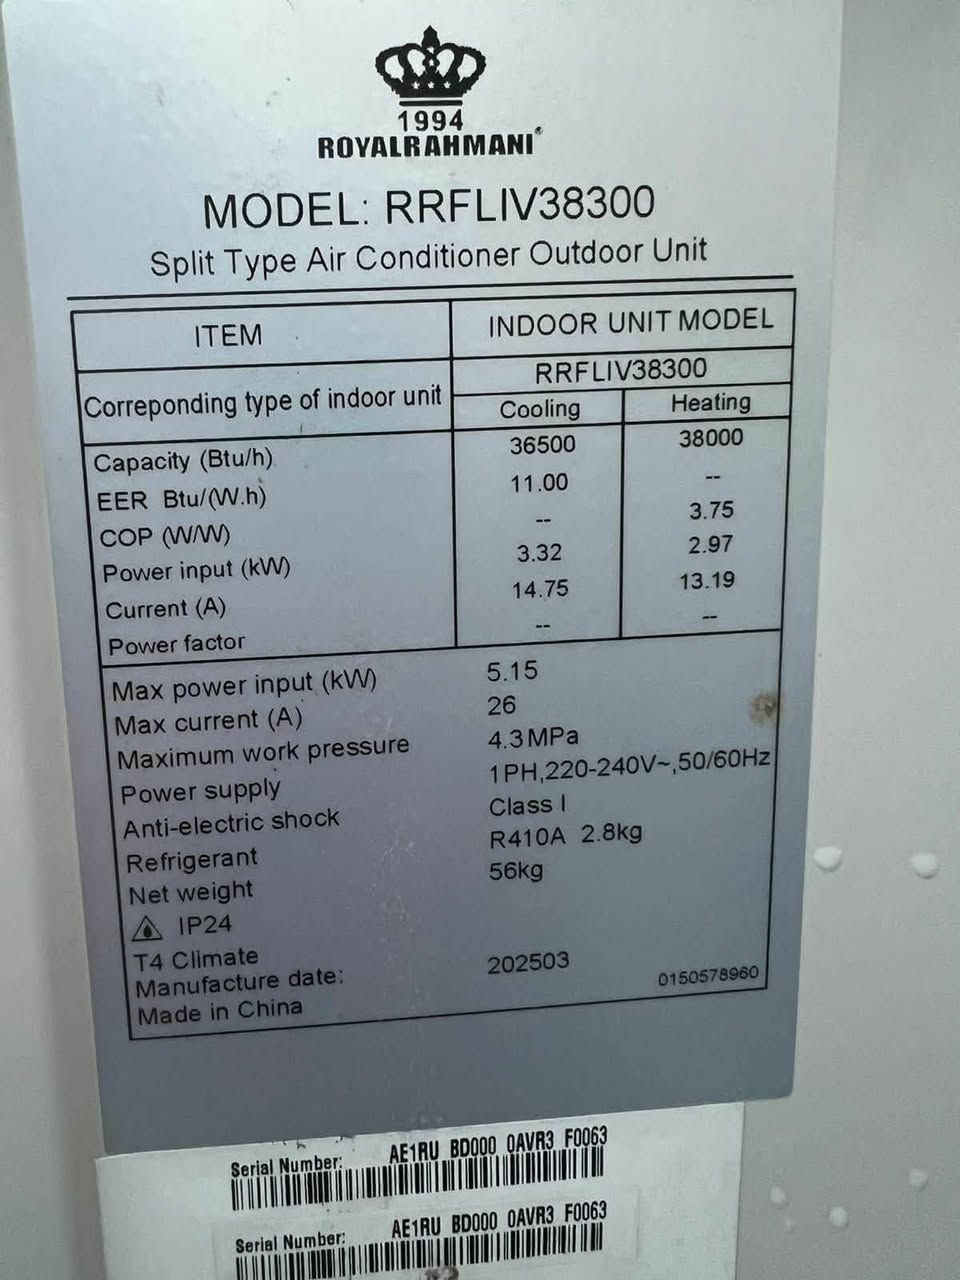 1994
ROYALRAHMANI®
MODEL: RRFLIV38300
Split Type Air Conditioner Outdoor Unit
ITEM INDOOR UNIT MODEL
Correponding type of indoor unit RRFLIV38300
Cooling Heating
Capacity (Btu/h) 36500 38000
EER Btu/(W.h) 11.00 --
COP (W/W) -- 3.75
Power input (kW) 3.32 2.97
Current (A) 14.75 13.19
Power factor -- --
Max power input (kW) 5.15
Max current (A) 26
Maximum work pressure 4.3MPa
Power supply 1PH,220-240V~,50/60Hz
Anti-electric shock Class I
Refrigerant R410A 2.8kg
Net weight 56kg
IP24
T4 Climate
Manufacture date: 202503
Made in China 0150578960
Serial Number: AE1RU BD000 0AVR3 F0063
Serial Number: AE1RU BD000 0AVR3 F0063